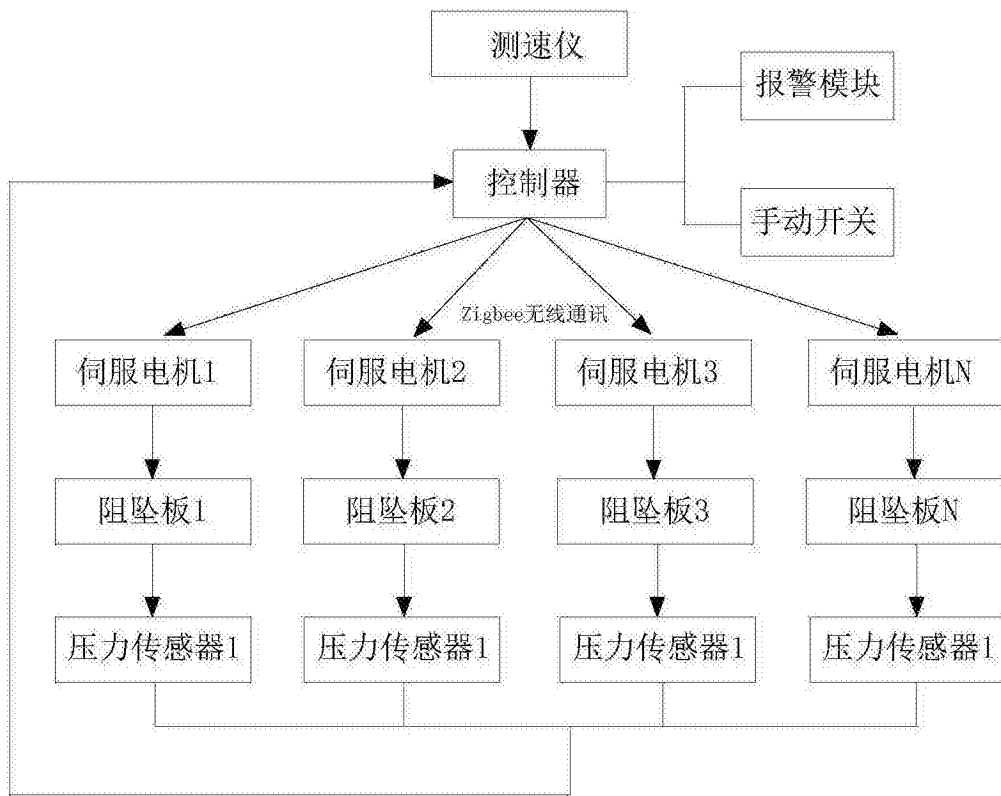 测速仪
报警模块
控制器
手动开关
Zigbee无线通讯
伺服电机1
伺服电机2
伺服电机3
伺服电机N
阻坠板1
阻坠板2
阻坠板3
阻坠板N
压力传感器1
压力传感器1
压力传感器1
压力传感器1